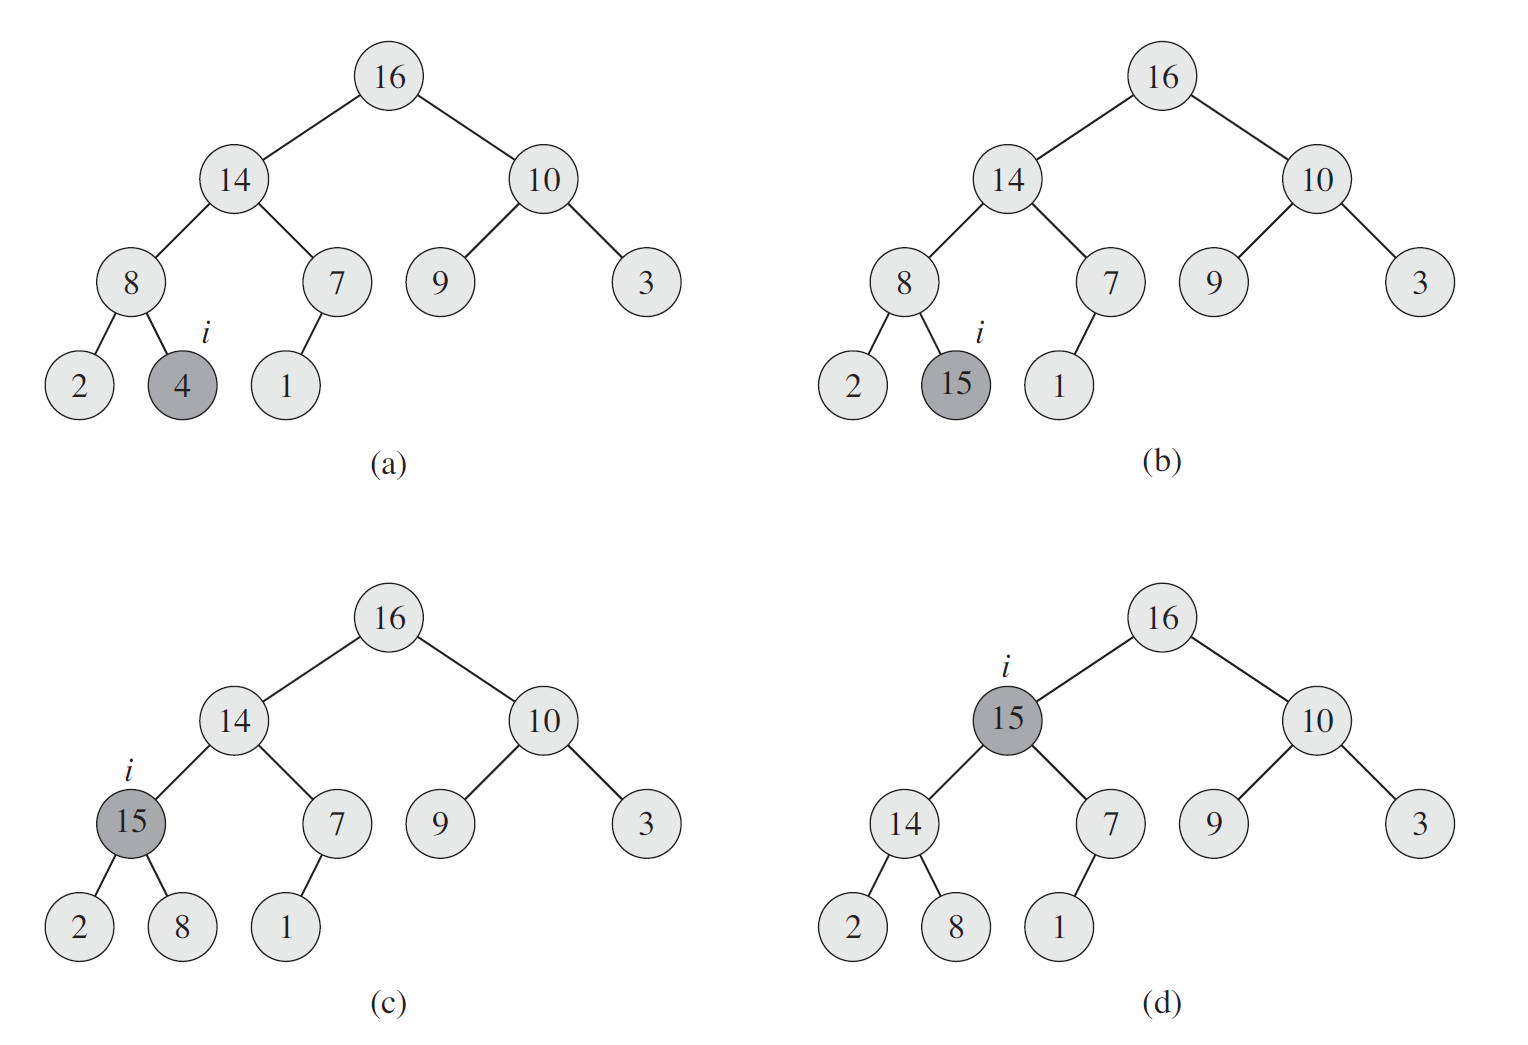 16 16
14 10 14 10
8 7 9 3 8 7 9 3
i i
2 4 1 2 15 1
(a) (b)
16 16
i
14 10 15 10
i
15 7 9 3 14 7 9 3
2 8 1 2 8 1
(c) (d)